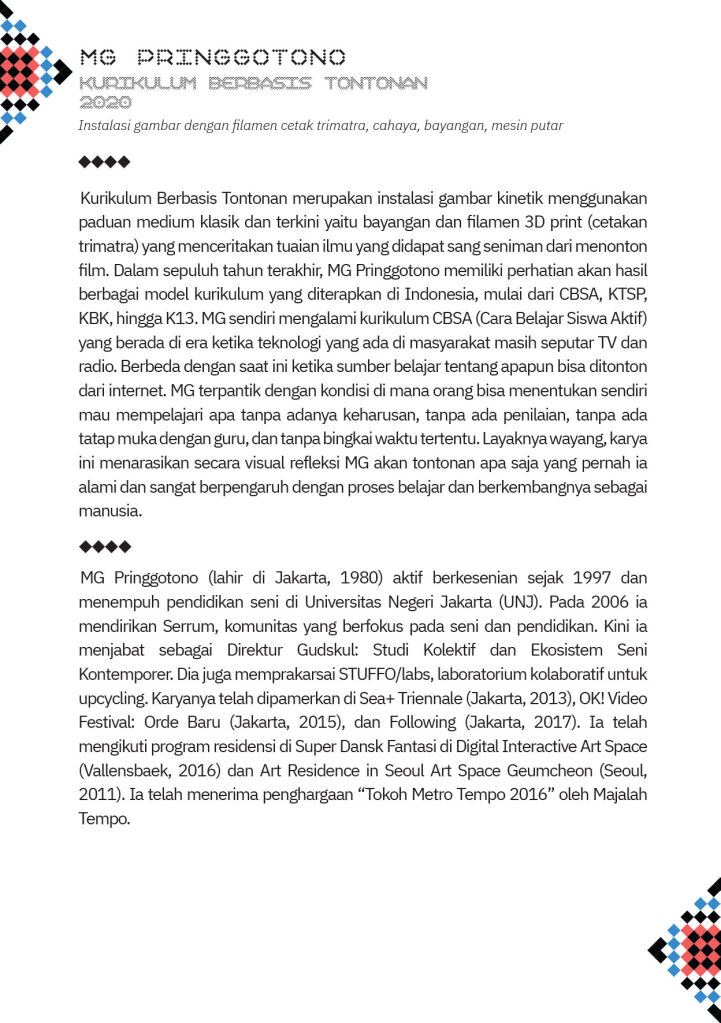 MG PRINGGOTONO
KURIKULUM BERBASIS TONTONAN
2020
Instalasi gambar dengan filamen cetak trimatra, cahaya, bayangan, mesin putar
Kurikulum Berbasis Tontonan merupakan instalasi gambar kinetik menggunakan
paduan medium klasik dan terkini yaitu bayangan dan filamen 3D print (cetakan
trimatra) yang menceritakan tuaian ilmu yang didapat sang seniman dari menonton
film. Dalam sepuluh tahun terakhir, MG Pringgotono memiliki perhatian akan hasil
berbagai model kurikulum yang diterapkan di Indonesia, mulai dari CBSA, KTSP,
KBK, hingga K13. MG sendiri mengalami kurikulum CBSA (Cara Belajar Siswa Aktif)
yang berada di era ketika teknologi yang ada di masyarakat masih seputar TV dan
radio. Berbeda dengan saat ini ketika sumber belajar tentang apapun bisa ditonton
dari internet. MG terpantik dengan kondisi di mana orang bisa menentukan sendiri
mau mempelajari apa tanpa adanya keharusan, tanpa ada penilaian, tanpa ada
tatap muka dengan guru, dan tanpa bingkai waktu tertentu. Layaknya wayang, karya
ini menarasikan secara visual refleksi MG akan tontonan apa saja yang pernah ia
alami dan sangat berpengaruh dengan proses belajar dan berkembangnya sebagai
manusia.
MG Pringgotono (lahir di Jakarta, 1980) aktif berkesenian sejak 1997 dan
menempuh pendidikan seni di Universitas Negeri Jakarta (UNJ). Pada 2006 ia
mendirikan Serrum, komunitas yang berfokus pada seni dan pendidikan. Kini ia
menjabat sebagai Direktur Gudskul: Studi Kolektif dan Ekosistem Seni
Kontemporer. Dia juga memprakarsai STUFFO/labs, laboratorium kolaboratif untuk
upcycling. Karyanya telah dipamerkan di Sea+ Triennale (Jakarta, 2013), OK! Video
Festival: Orde Baru (Jakarta, 2015), dan Following (Jakarta, 2017). Ia telah
mengikuti program residensi di Super Dansk Fantasi di Digital Interactive Art Space
(Vallensbaek, 2016) dan Art Residence in Seoul Art Space Geumcheon (Seoul,
2011). Ia telah menerima penghargaan “Tokoh Metro Tempo 2016” oleh Majalah
Tempo.